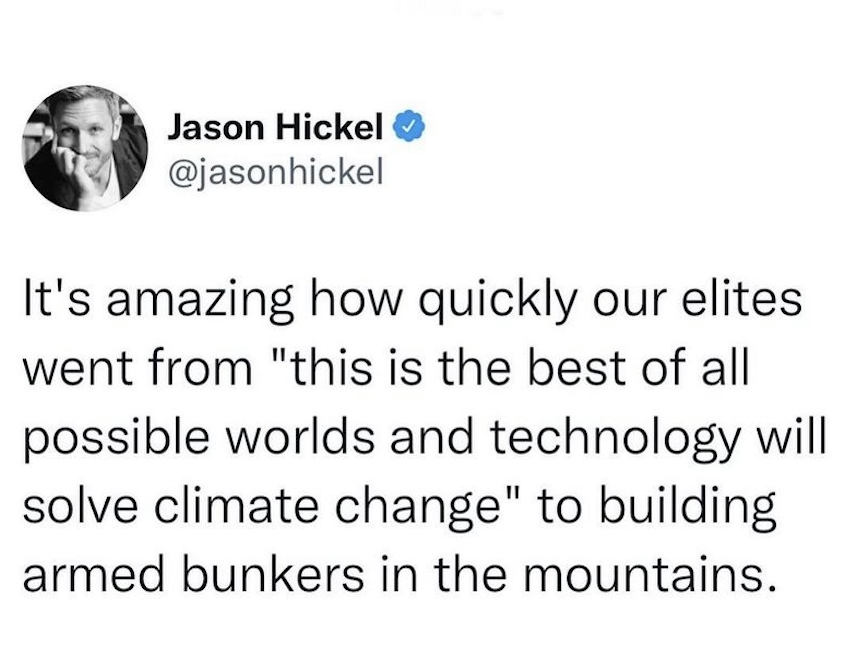 Jason Hickel
@jasonhickel
It's amazing how quickly our elites
went from "this is the best of all
possible worlds and technology will
solve climate change" to building
armed bunkers in the mountains.